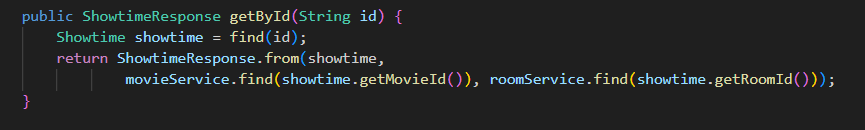 public ShowtimeResponse getById(String id) {
    Showtime showtime = find(id);
    return ShowtimeResponse.from(showtime,
            movieService.find(showtime.getMovieId()), roomService.find(showtime.getRoomId()));
}